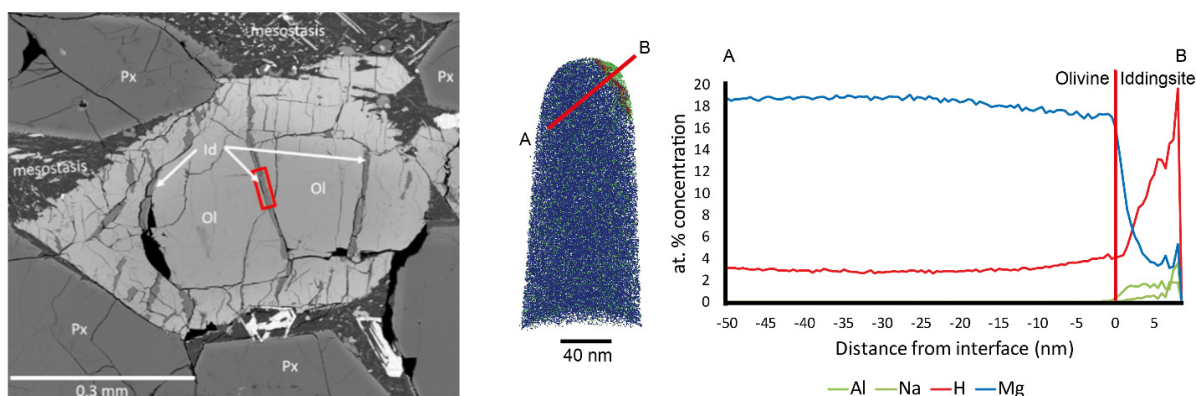 mesostasis
Px
Px
Id
mesostasis
Ol
Ol
Px
Px
0.3 mm
B
A
40 nm
A
B
Olivine
Iddingsite
at. % concentration
20
18
16
14
12
10
8
6
4
2
0
-50 -45 -40 -35 -30 -25 -20 -15 -10 -5 0 5
Distance from interface (nm)
Al Na H Mg